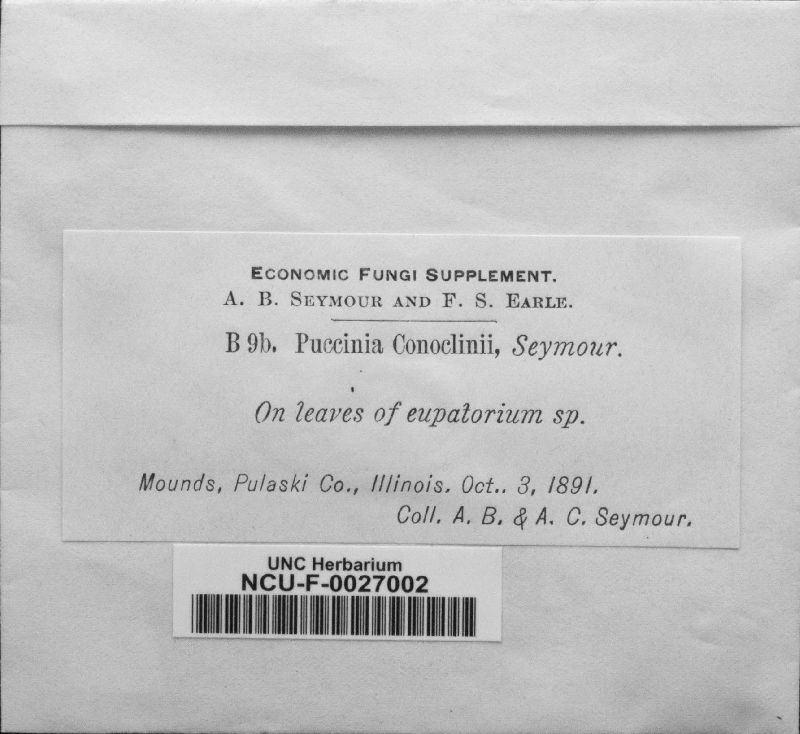 ECONOMIC FUNGI SUPPLEMENT.
A. B. SEYMOUR AND F. S. EARLE.
B 9b. Puccinia Conoclinii, Seymour.
On leaves of eupatorium sp.
Mounds, Pulaski Co., Illinois. Oct.. 3, 1891.
Coll. A. B. & A. C. Seymour.
UNC Herbarium
NCU-F-0027002